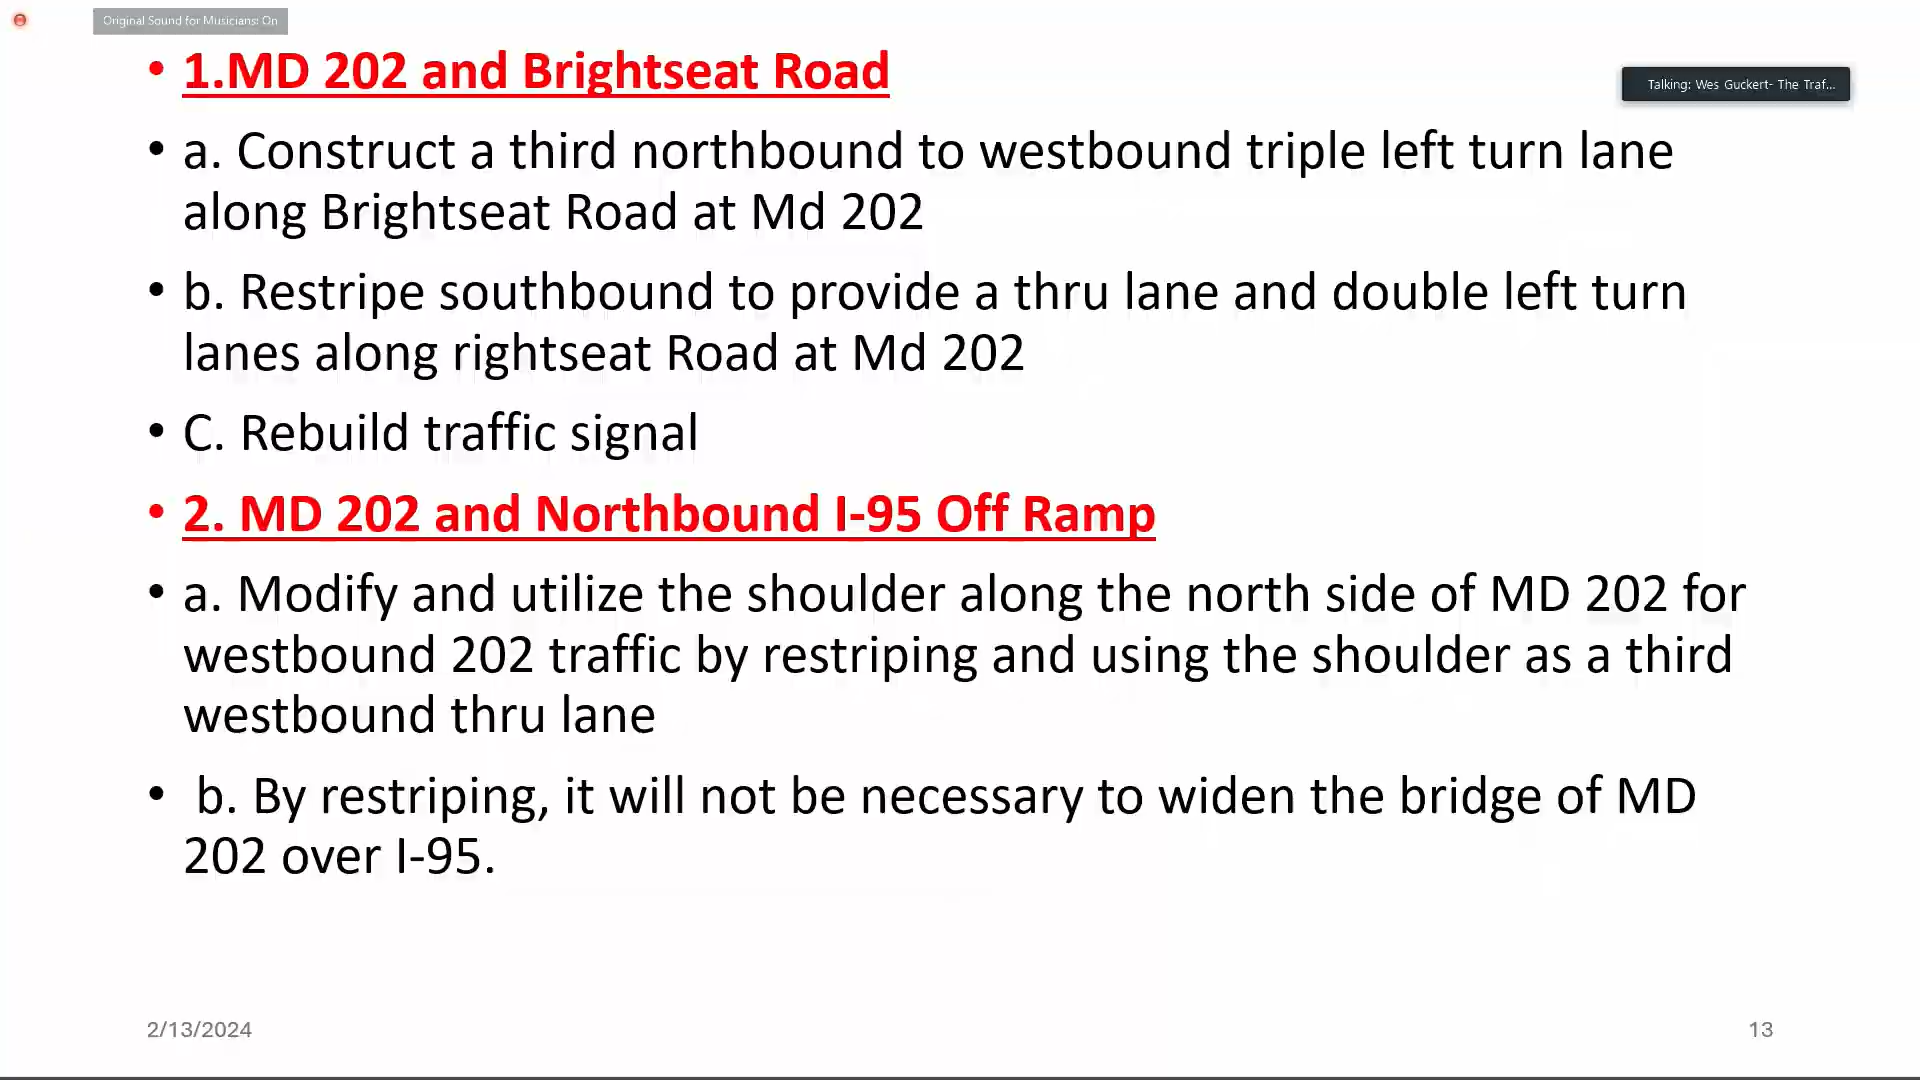 Original Sound for Musicians: On
• 1.MD 202 and Brightseat Road
Talking: Wes Guckert- The Traf...
• a. Construct a third northbound to westbound triple left turn lane
along Brightseat Road at Md 202
• b. Restripe southbound to provide a thru lane and double left turn
lanes along rightseat Road at Md 202
• C. Rebuild traffic signal
• 2. MD 202 and Northbound I-95 Off Ramp
• a. Modify and utilize the shoulder along the north side of MD 202 for
westbound 202 traffic by restriping and using the shoulder as a third
westbound thru lane
• b. By restriping, it will not be necessary to widen the bridge of MD
202 over I-95.
2/13/2024
13